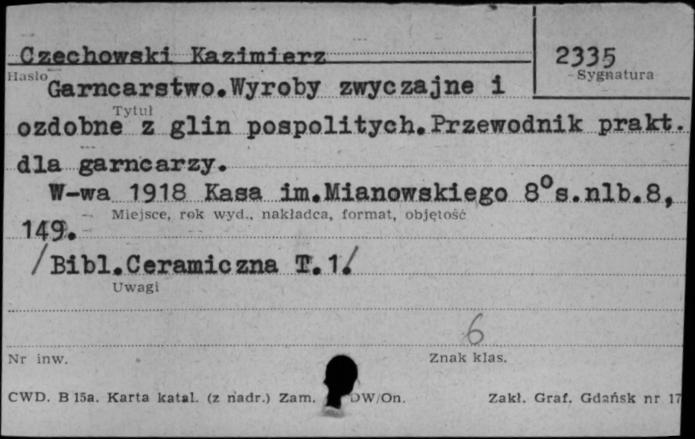 Czechowski Kazimierz
2335
Hasło
Sygnatura
Garncarstwo.Wyroby zwyczajne i
Tytuł
ozdobne z glin pospolitych.Przewodnik prakt.
dla garncarzy.
W-wa 1918 Kasa im.Mianowskiego 8°s.nlb.8,
Miejsce, rok wyd., nakładca, format, objętość
149.
/Bibl.Ceramiczna T.1/
Uwagi
6
Nr inw.
Znak klas.
CWD. B 15a. Karta katal. (z nadr.) Zam. DW/On.
Zakł. Graf. Gdańsk nr 17